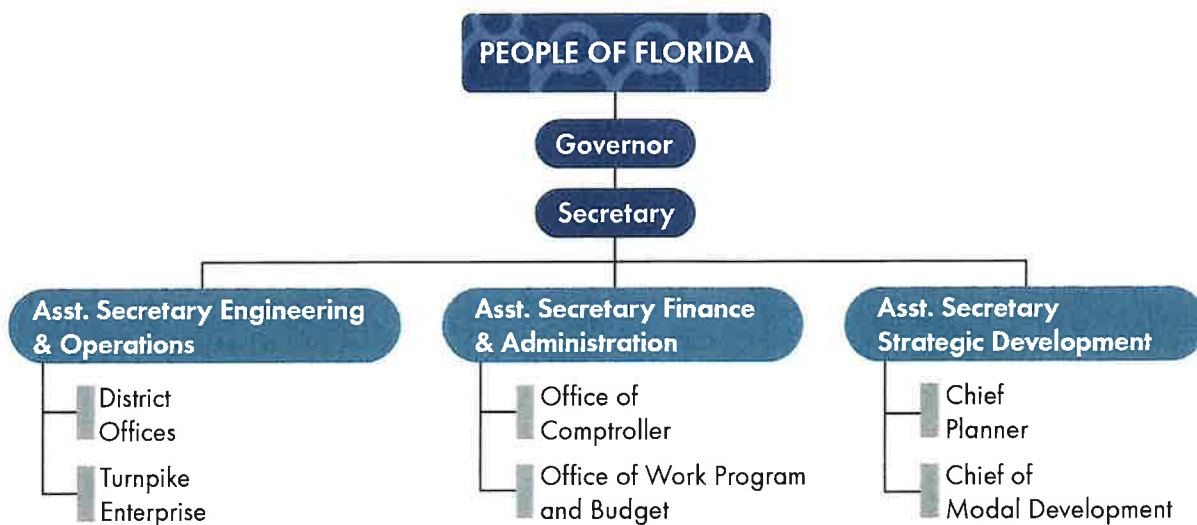 PEOPLE OF FLORIDA
Governor
Secretary
Asst. Secretary Engineering
& Operations
District
Offices
Turnpike
Enterprise
Asst. Secretary Finance
& Administration
Office of
Comptroller
Office of Work Program
and Budget
Asst. Secretary
Strategic Development
Chief
Planner
Chief of
Modal Development